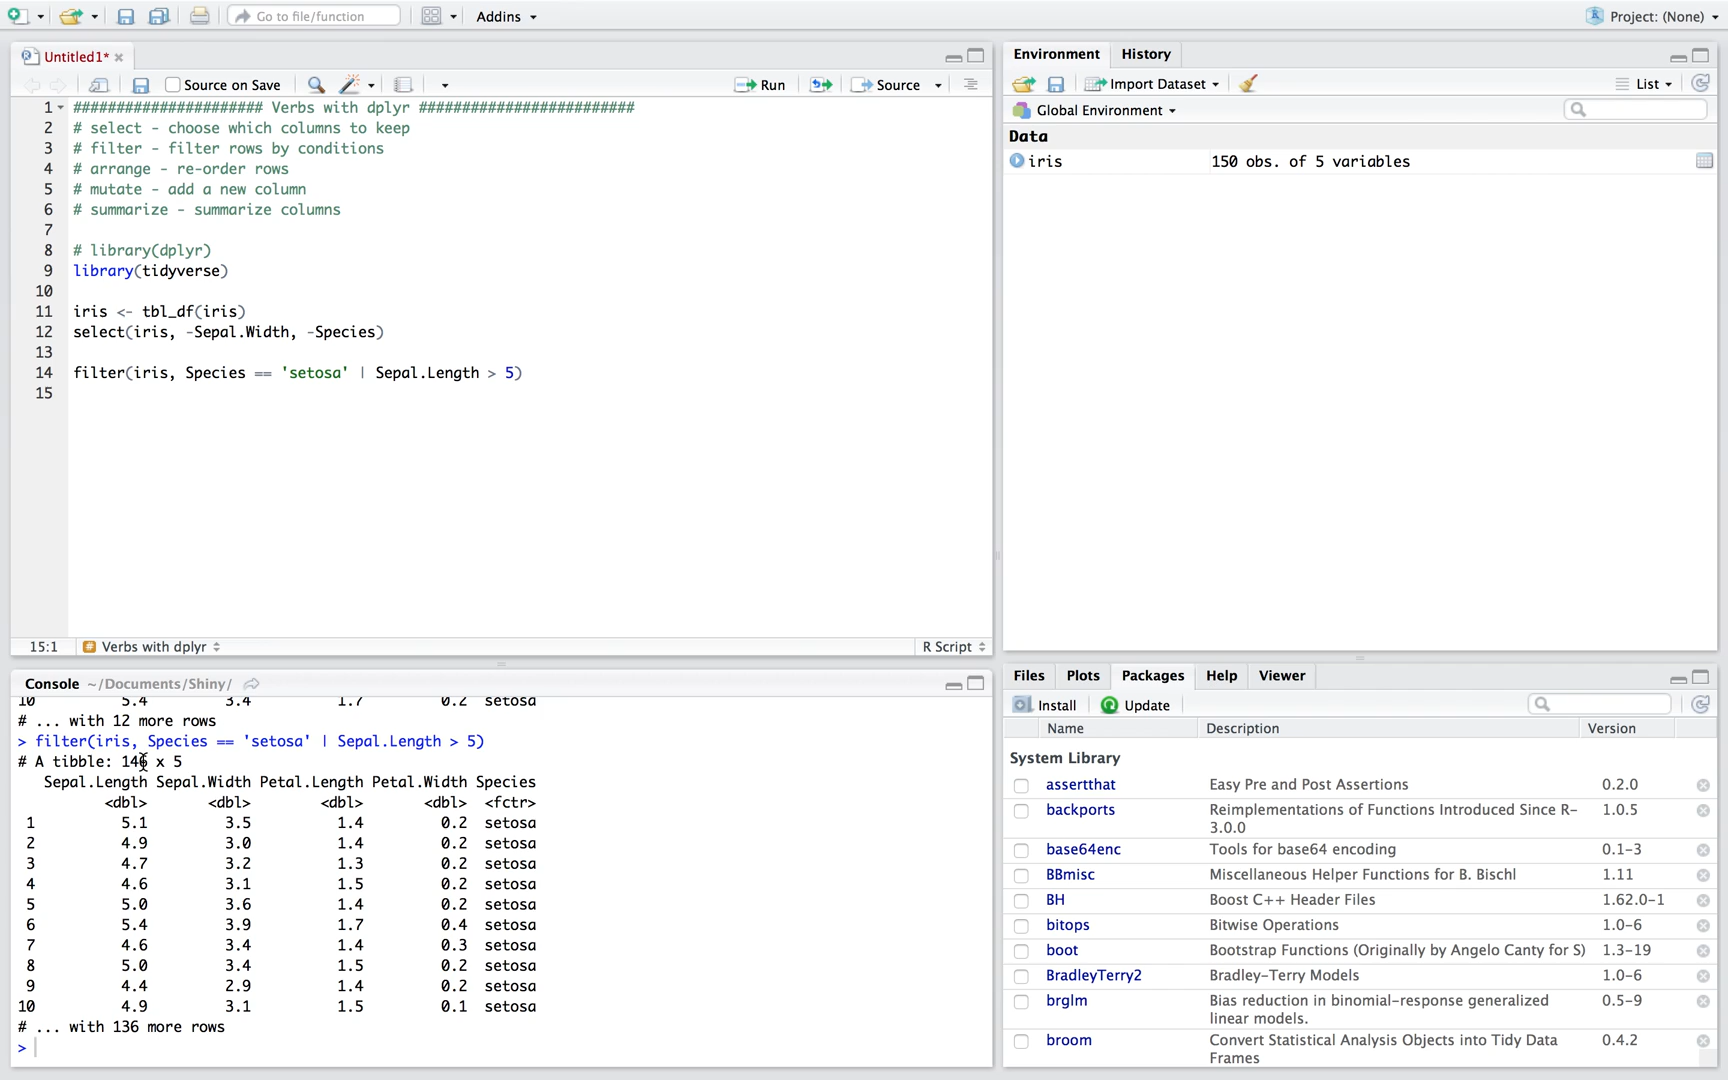 Go to file/function
Addins
Project: (None)
Untitled1*
Source on Save
Run
Source
1 ###################### Verbs with dplyr #########################
2 # select - choose which columns to keep
3 # filter - filter rows by conditions
4 # arrange - re-order rows
5 # mutate - add a new column
6 # summarize - summarize columns
7
8 # library(dplyr)
9 library(tidyverse)
10
11 iris <- tbl_df(iris)
12 select(iris, -Sepal.Width, -Species)
13
14 filter(iris, Species == 'setosa' | Sepal.Length > 5)
15
15:1 Verbs with dplyr R Script
Console ~/Documents/Shiny/
10 5.4 3.4 1.7 0.2 setosa
# ... with 12 more rows
> filter(iris, Species == 'setosa' | Sepal.Length > 5)
# A tibble: 146 x 5
Sepal.Length Sepal.Width Petal.Length Petal.Width Species
<dbl> <dbl> <dbl> <dbl> <fctr>
1 5.1 3.5 1.4 0.2 setosa
2 4.9 3.0 1.4 0.2 setosa
3 4.7 3.2 1.3 0.2 setosa
4 4.6 3.1 1.5 0.2 setosa
5 5.0 3.6 1.4 0.2 setosa
6 5.4 3.9 1.7 0.4 setosa
7 4.6 3.4 1.4 0.3 setosa
8 5.0 3.4 1.5 0.2 setosa
9 4.4 2.9 1.4 0.2 setosa
10 4.9 3.1 1.5 0.1 setosa
# ... with 136 more rows
>
Environment History
Import Dataset List
Global Environment
Data
iris 150 obs. of 5 variables
Files Plots Packages Help Viewer
Install Update
Name Description Version
System Library
assertthat Easy Pre and Post Assertions 0.2.0
backports Reimplementations of Functions Introduced Since R- 1.0.5
3.0.0
base64enc Tools for base64 encoding 0.1-3
BBmisc Miscellaneous Helper Functions for B. Bischl 1.11
BH Boost C++ Header Files 1.62.0-1
bitops Bitwise Operations 1.0-6
boot Bootstrap Functions (Originally by Angelo Canty for S) 1.3-19
BradleyTerry2 Bradley-Terry Models 1.0-6
brglm Bias reduction in binomial-response generalized 0.5-9
linear models.
broom Convert Statistical Analysis Objects into Tidy Data 0.4.2
Frames